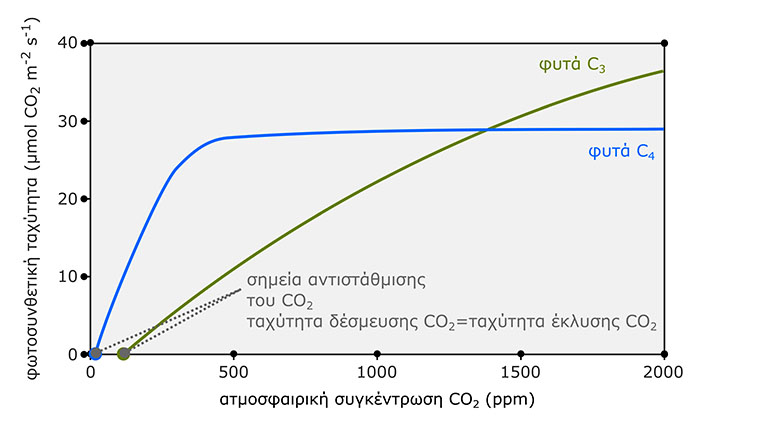 φωτοσυνθετική ταχύτητα (μmol CO₂ m⁻² s⁻¹)
40
30
20
10
0
φυτά C₃
φυτά C₄
σημεία αντιστάθμισης
του CO₂
ταχύτητα δέσμευσης CO₂=ταχύτητα έκλυσης CO₂
0 500 1000 1500 2000
ατμοσφαιρική συγκέντρωση CO₂ (ppm)